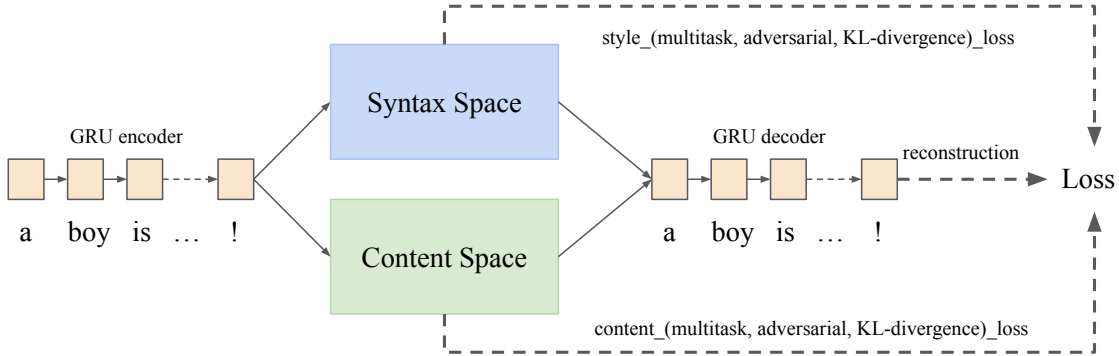 style_(multitask, adversarial, KL-divergence)_loss
Syntax Space
GRU encoder
GRU decoder
reconstruction
Loss
a boy is … !
a boy is … !
Content Space
content_(multitask, adversarial, KL-divergence)_loss